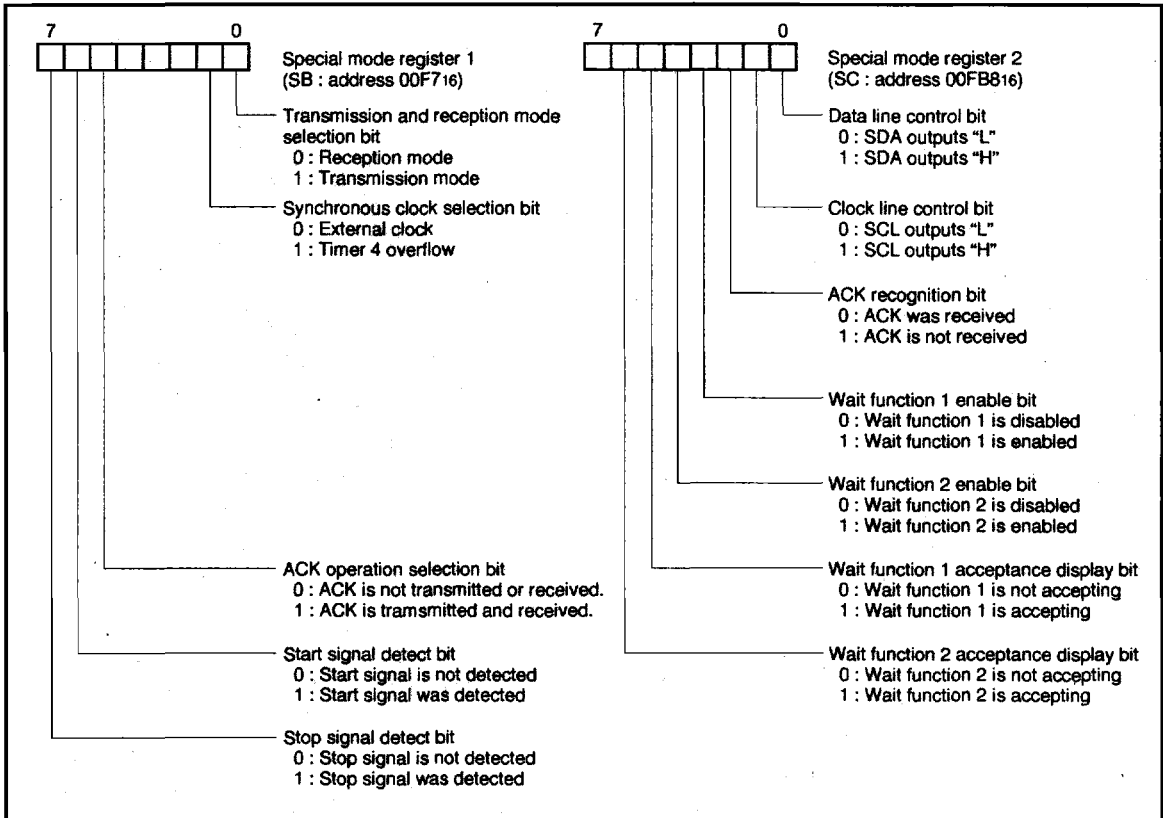 7 0
Special mode register 1
(SB : address 00F716)
Transmission and reception mode
selection bit
0 : Reception mode
1 : Transmission mode
Synchronous clock selection bit
0 : External clock
1 : Timer 4 overflow
ACK operation selection bit
0 : ACK is not transmitted or received.
1 : ACK is tramsmitted and received.
Start signal detect bit
0 : Start signal is not detected
1 : Start signal was detected
Stop signal detect bit
0 : Stop signal is not detected
1 : Stop signal was detected
7 0
Special mode register 2
(SC : address 00FB816)
Data line control bit
0 : SDA outputs “L”
1 : SDA outputs “H”
Clock line control bit
0 : SCL outputs “L”
1 : SCL outputs “H”
ACK recognition bit
0 : ACK was received
1 : ACK is not received
Wait function 1 enable bit
0 : Wait function 1 is disabled
1 : Wait function 1 is enabled
Wait function 2 enable bit
0 : Wait function 2 is disabled
1 : Wait function 2 is enabled
Wait function 1 acceptance display bit
0 : Wait function 1 is not accepting
1 : Wait function 1 is accepting
Wait function 2 acceptance display bit
0 : Wait function 2 is not accepting
1 : Wait function 2 is accepting